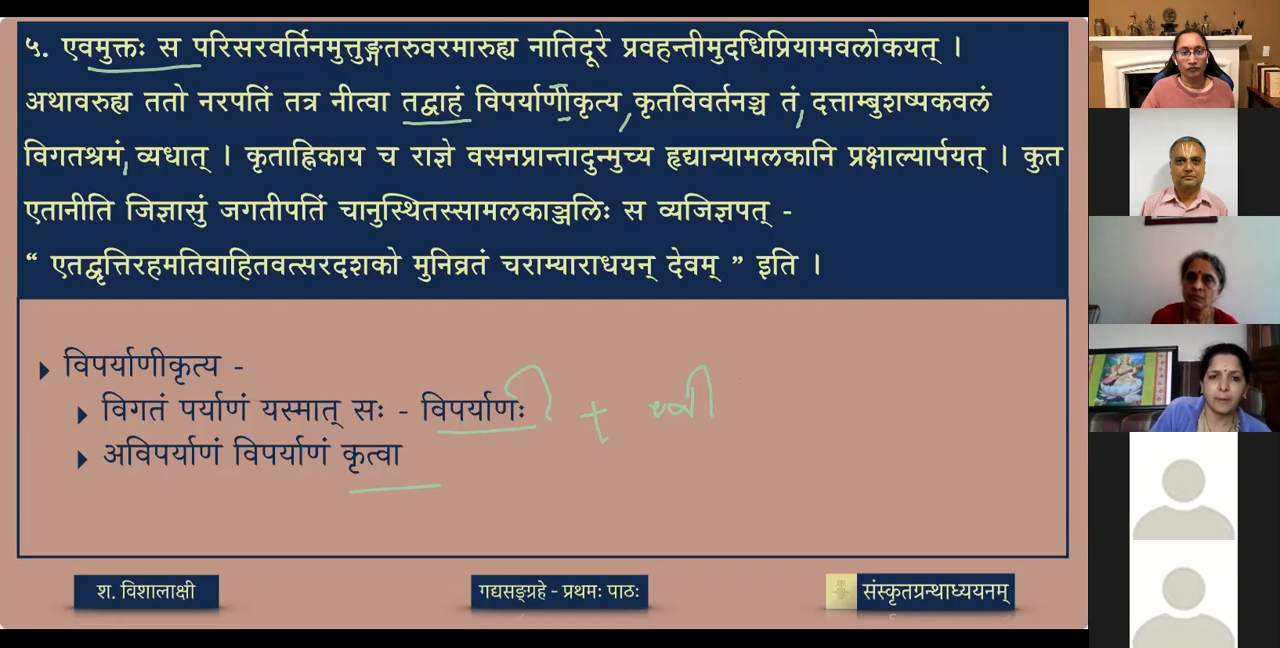 ५. एवमुक्तः स परिसरवर्तिनमुत्तुङ्गतरुवरमारुह्य नातिदूरे प्रवहन्तीमुदधिप्रियामवलोकयत् ।
अथावरुह्य ततो नरपतिं तत्र नीत्वा तद्वाहं विपर्याणीकृत्य, कृतविवर्तनञ्च तं, दत्ताम्बुशष्पकवलं
विगतश्रमं, व्यधात् । कृताह्निकाय च राज्ञे वसनप्रान्तादुन्मुच्य हृद्यान्यामलकानि प्रक्षाल्यार्पयत् । कुत
एतानीति जिज्ञासुं जगतीपतिं चानुस्थितस्सामलकाञ्जलिः स व्यजिज्ञपत् -
“ एतद्वृत्तिरहमतिवाहितवत्सरदशको मुनिव्रतं चराम्याराधयन् देवम् ” इति ।
विपर्याणीकृत्य -
विगतं पर्याणं यस्मात् सः - विपर्याणः ी + च्वी
अविपर्याणं विपर्याणं कृत्वा
श. विशालाक्षी
गद्यसङ्ग्रहे - प्रथमः पाठः
संस्कृतग्रन्थाध्ययनम्